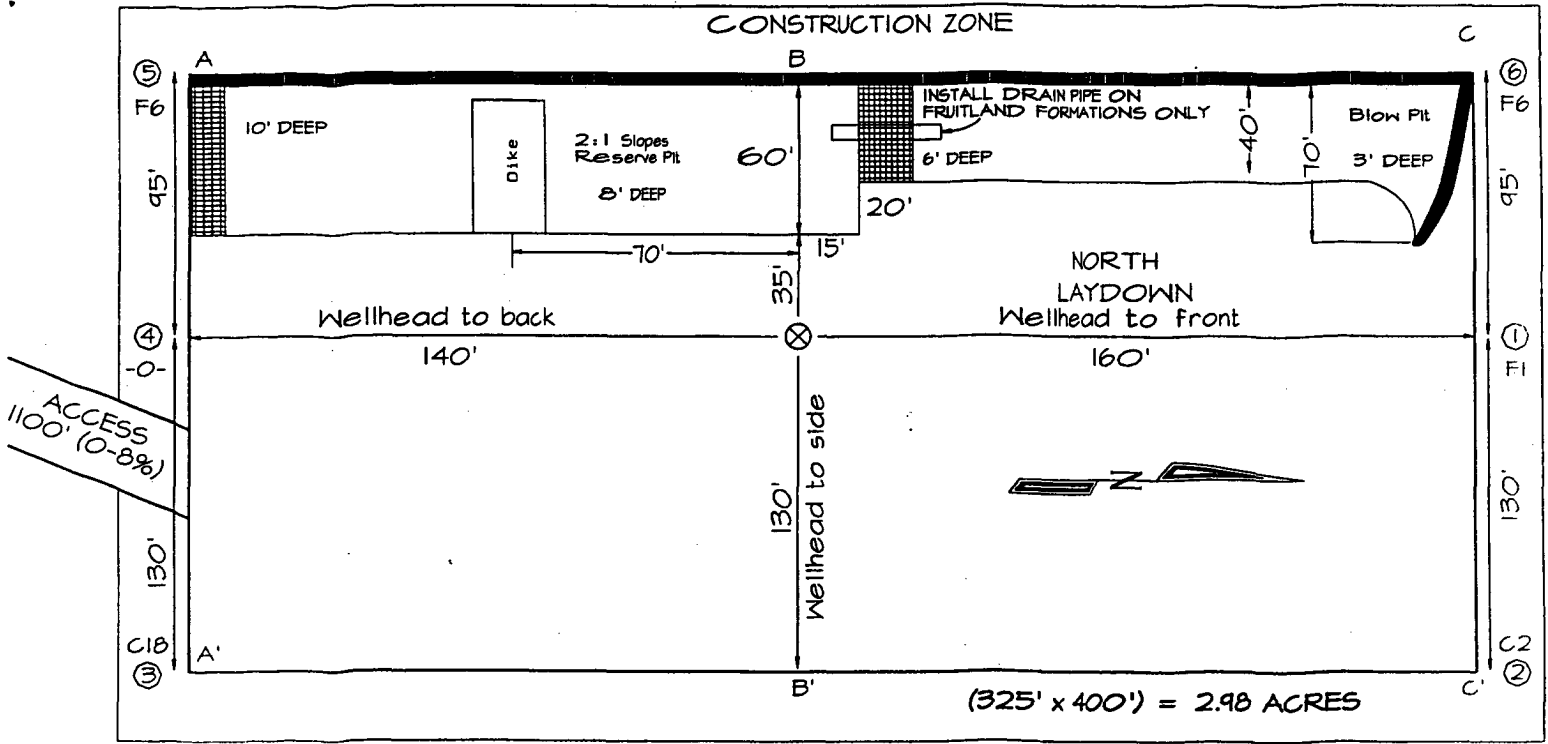 CONSTRUCTION ZONE
A
B
C
⑤
F6
⑥
F6
10' DEEP
Dike
2:1 Slopes
Reserve Pit
8' DEEP
60'
INSTALL DRAIN PIPE ON
FRUITLAND FORMATIONS ONLY
6' DEEP
40'
70'
Blow Pit
3' DEEP
95'
95'
20'
70'
15'
35'
NORTH
LAYDOWN
Wellhead to back
Wellhead to front
④
-0-
140'
160'
①
F1
ACCESS
1100' (0-8%)
Wellhead to side
130'
N
130'
130'
C18
③
A'
B'
C2
②
C'
(325' x 400') = 2.98 ACRES